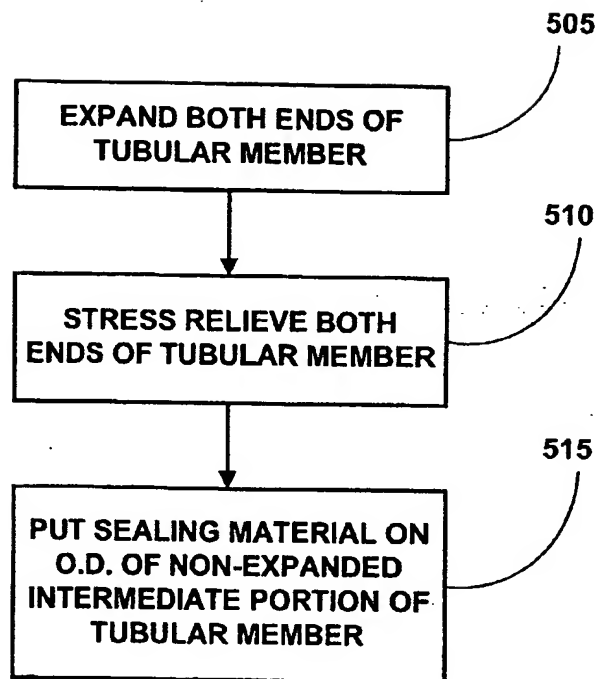 505
EXPAND BOTH ENDS OF
TUBULAR MEMBER
510
STRESS RELIEVE BOTH
ENDS OF TUBULAR MEMBER
515
PUT SEALING MATERIAL ON
O.D. OF NON-EXPANDED
INTERMEDIATE PORTION OF
TUBULAR MEMBER